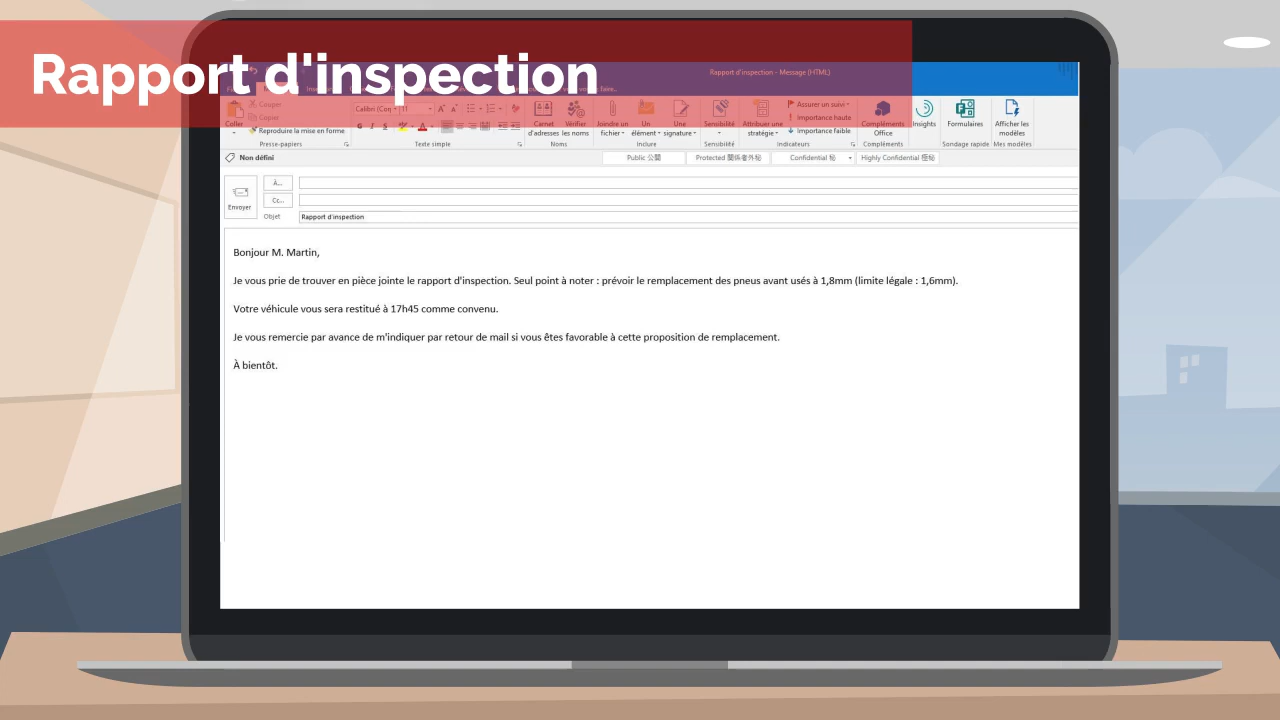 Rapport d'inspection
Rapport d'inspection - Message (HTML)
Couper
Copier
Coller
Reproduire la mise en forme
Presse-papiers
Calibri (Cor 11
G I S
Texte simple
Carnet d'adresses
Vérifier les noms
Noms
Joindre un fichier
Un élément
Une signature
Inclure
Sensibilité
Sensibilité
Attribuer une stratégie
Assurer un suivi
Importance haute
Importance faible
Indicateurs
Compléments Office
Compléments
Insights
Formulaires
Sondage rapide
Afficher les modèles
Mes modèles
Non défini
Public 公開
Protected 関係者外秘
Confidential 秘
Highly Confidential 極秘
Envoyer
À...
Cc...
Objet
Rapport d'inspection
Bonjour M. Martin,
Je vous prie de trouver en pièce jointe le rapport d'inspection. Seul point à noter : prévoir le remplacement des pneus avant usés à 1,8mm (limite légale : 1,6mm).
Votre véhicule vous sera restitué à 17h45 comme convenu.
Je vous remercie par avance de m'indiquer par retour de mail si vous êtes favorable à cette proposition de remplacement.
À bientôt.